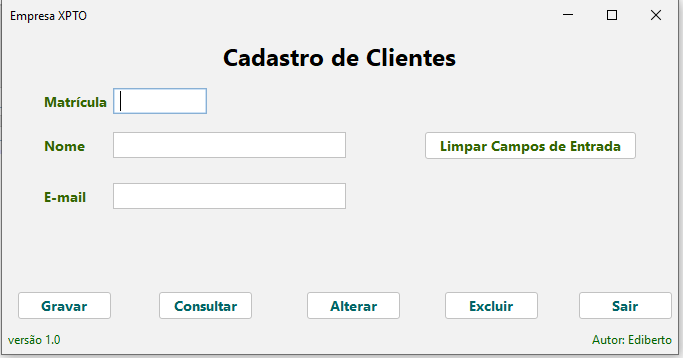 Empresa XPTO
Cadastro de Clientes
Matrícula
Nome Limpar Campos de Entrada
E-mail
Gravar Consultar Alterar Excluir Sair
versão 1.0 Autor: Ediberto